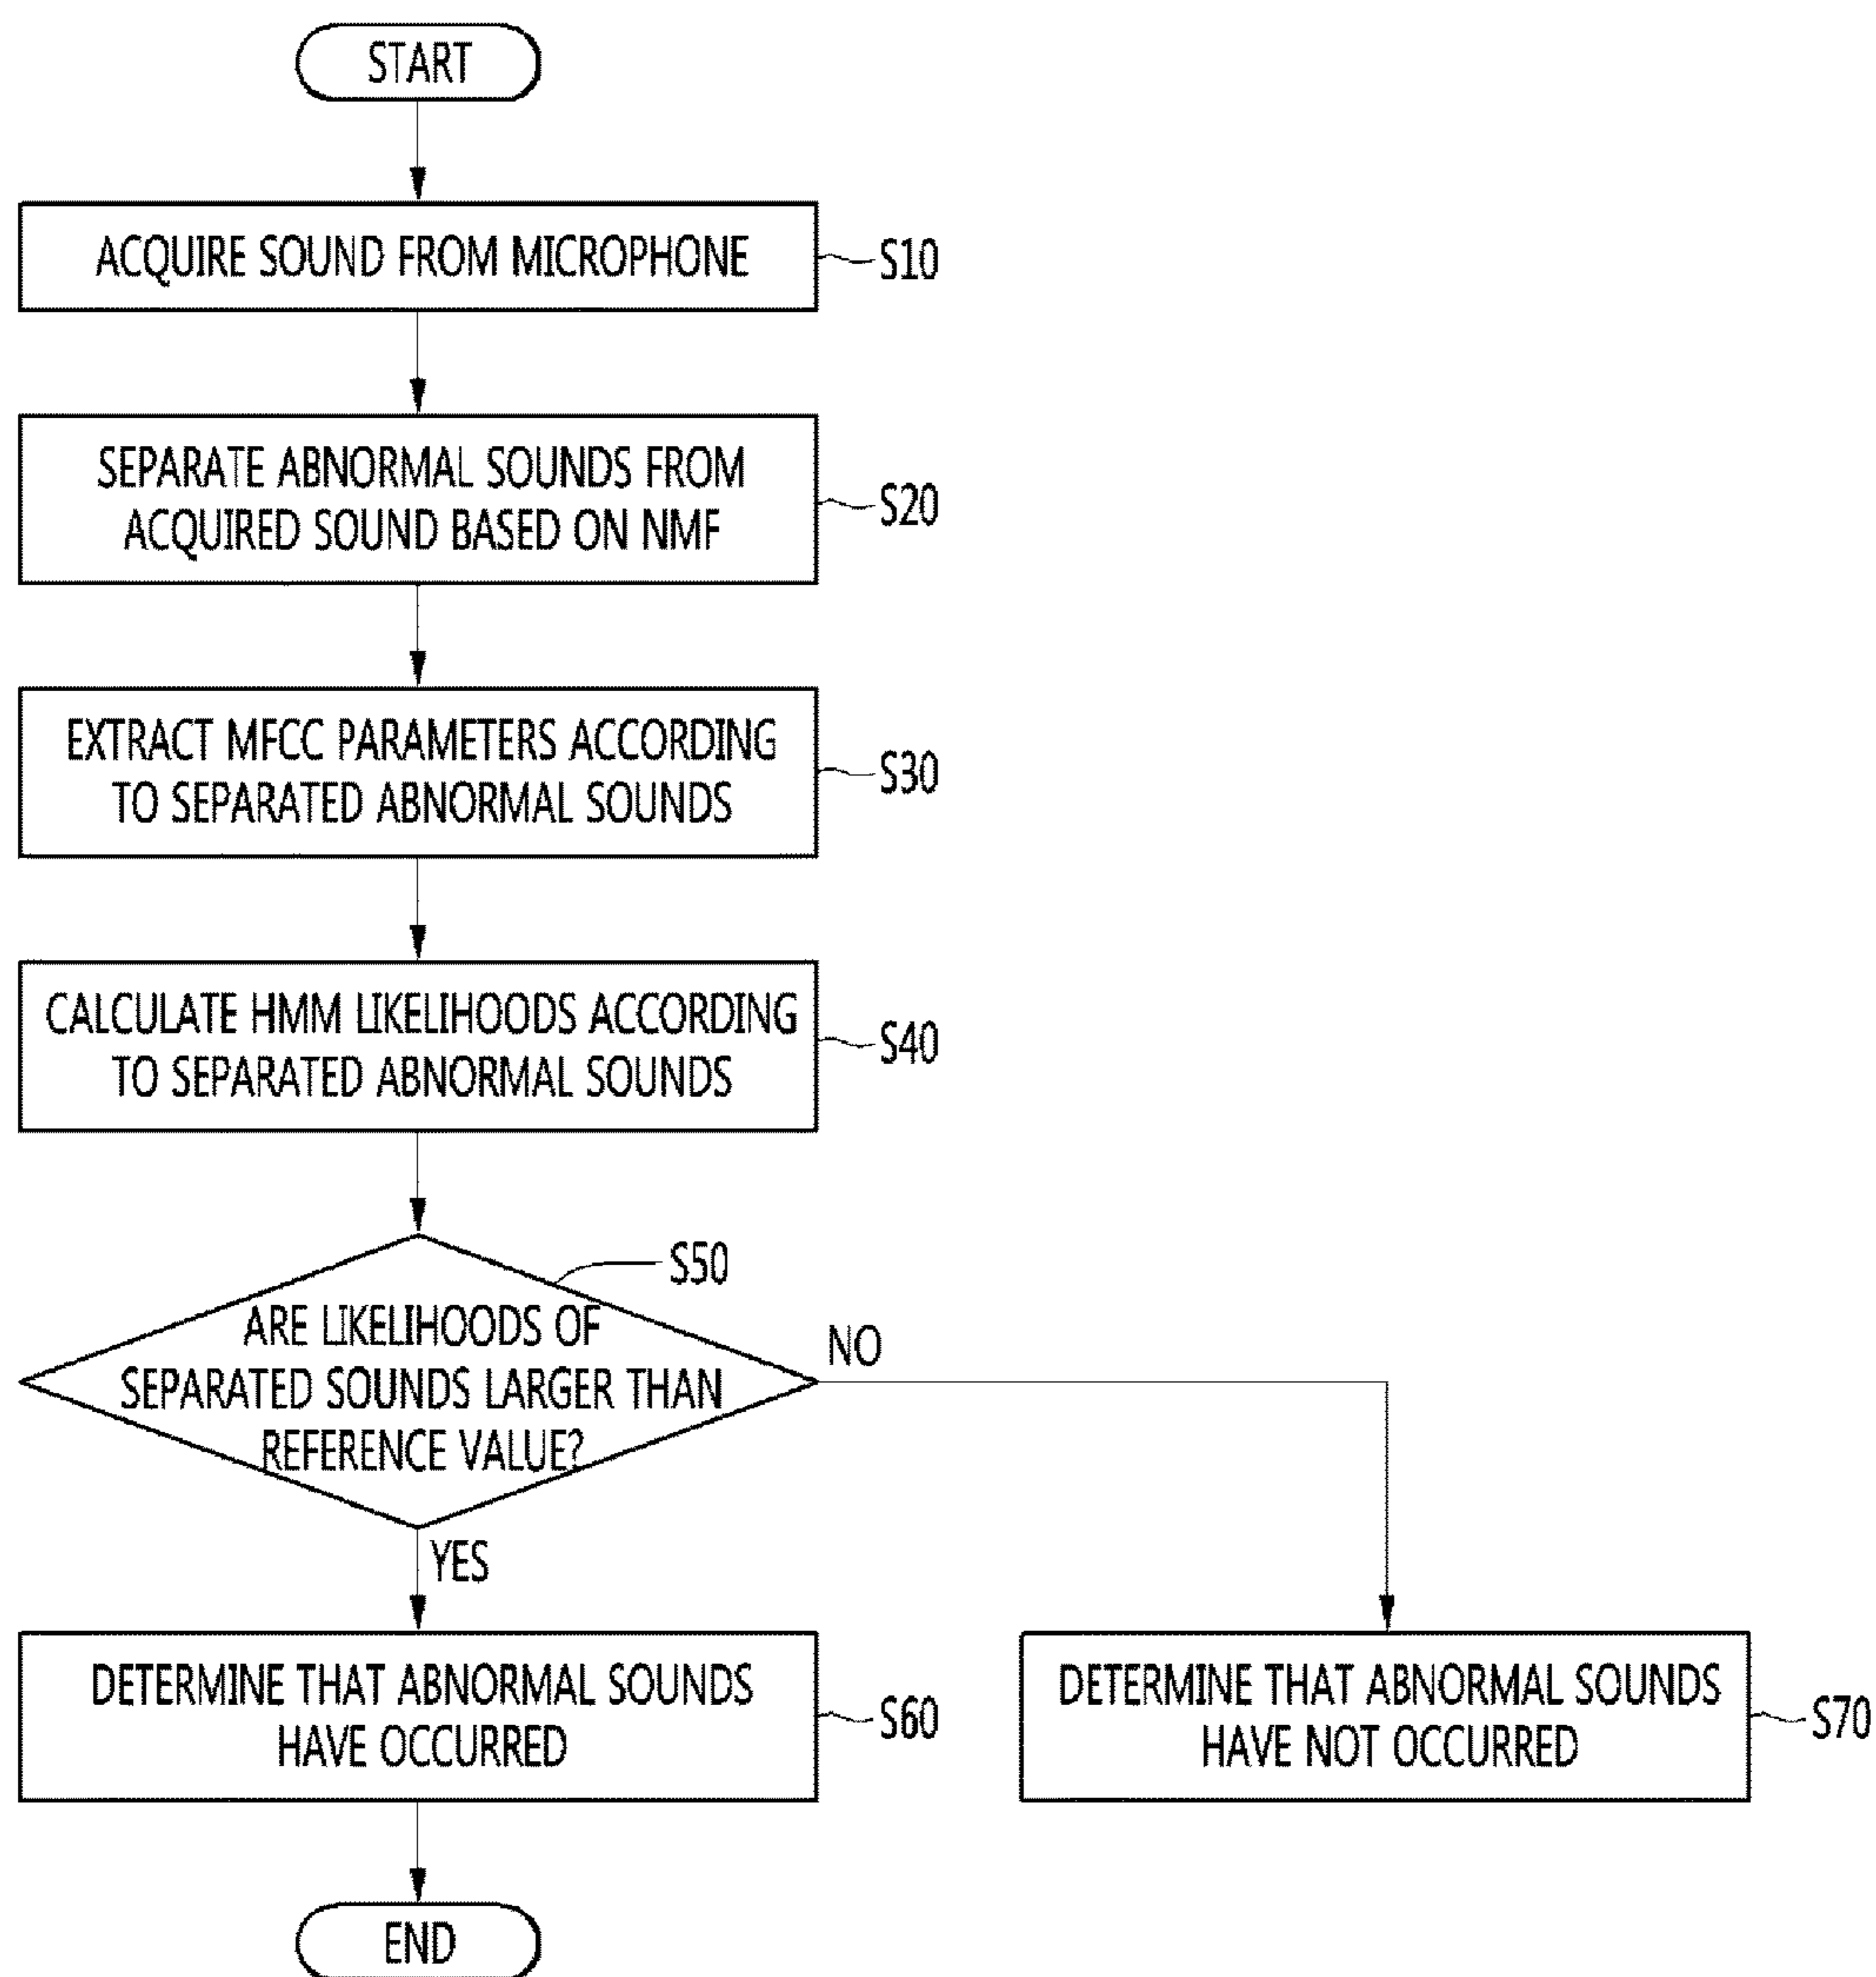 START
ACQUIRE SOUND FROM MICROPHONE
S10
SEPARATE ABNORMAL SOUNDS FROM
ACQUIRED SOUND BASED ON NMF
S20
EXTRACT MFCC PARAMETERS ACCORDING
TO SEPARATED ABNORMAL SOUNDS
S30
CALCULATE HMM LIKELIHOODS ACCORDING
TO SEPARATED ABNORMAL SOUNDS
S40
S50
ARE LIKELIHOODS OF
SEPARATED SOUNDS LARGER THAN
REFERENCE VALUE?
NO
YES
DETERMINE THAT ABNORMAL SOUNDS
HAVE OCCURRED
S60
DETERMINE THAT ABNORMAL SOUNDS
HAVE NOT OCCURRED
S70
END